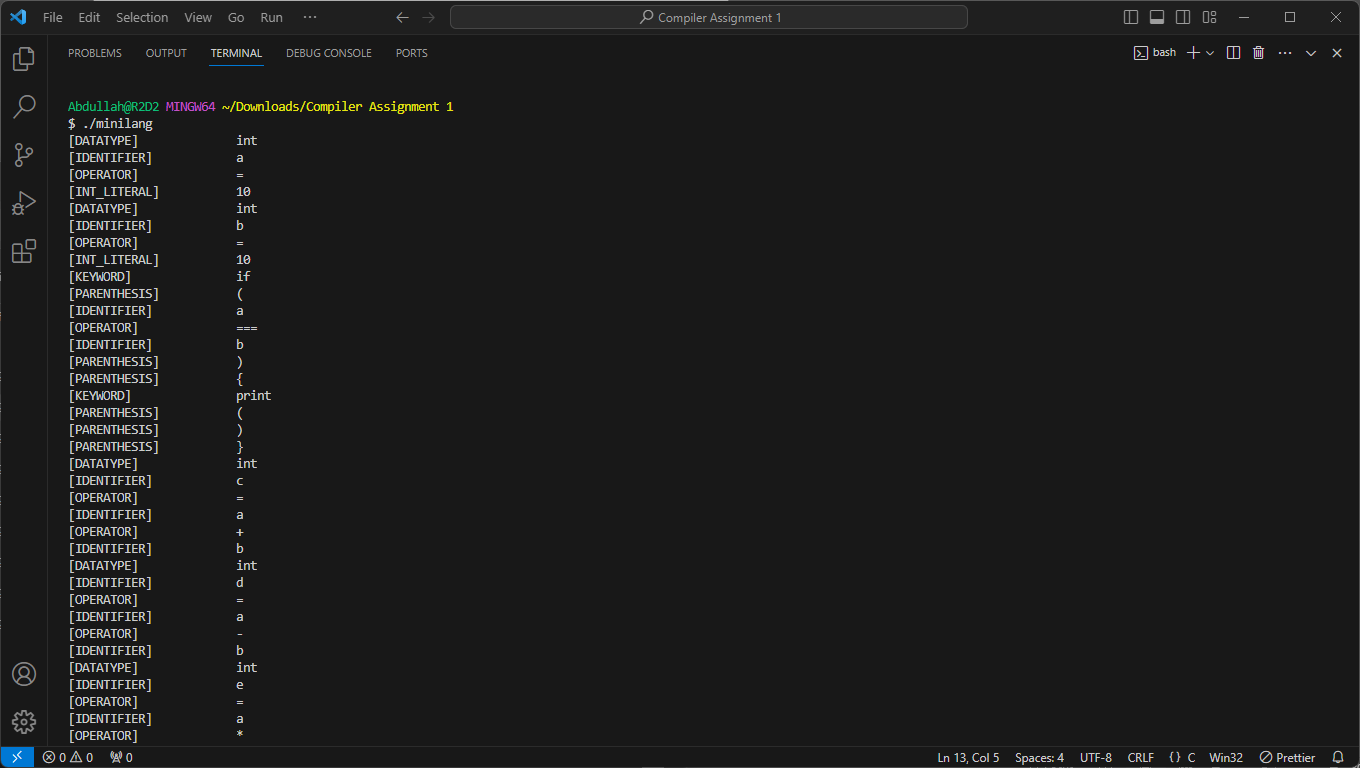 File Edit Selection View Go Run ··· Compiler Assignment 1
PROBLEMS OUTPUT TERMINAL DEBUG CONSOLE PORTS bash
Abdullah@R2D2 MINGW64 ~/Downloads/Compiler Assignment 1
$ ./minilang
[DATATYPE] int
[IDENTIFIER] a
[OPERATOR] =
[INT_LITERAL] 10
[DATATYPE] int
[IDENTIFIER] b
[OPERATOR] =
[INT_LITERAL] 10
[KEYWORD] if
[PARENTHESIS] (
[IDENTIFIER] a
[OPERATOR] ===
[IDENTIFIER] b
[PARENTHESIS] )
[PARENTHESIS] {
[KEYWORD] print
[PARENTHESIS] (
[PARENTHESIS] )
[PARENTHESIS] }
[DATATYPE] int
[IDENTIFIER] c
[OPERATOR] =
[IDENTIFIER] a
[OPERATOR] +
[IDENTIFIER] b
[DATATYPE] int
[IDENTIFIER] d
[OPERATOR] =
[IDENTIFIER] a
[OPERATOR] -
[IDENTIFIER] b
[DATATYPE] int
[IDENTIFIER] e
[OPERATOR] =
[IDENTIFIER] a
[OPERATOR] *
0 0 0 Ln 13, Col 5 Spaces: 4 UTF-8 CRLF {} C Win32 Prettier